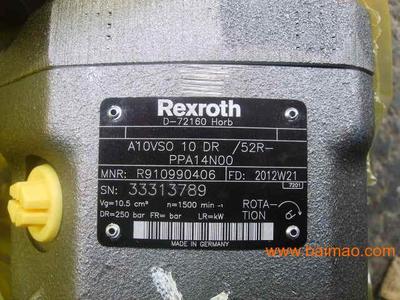 Rexroth
D-72160 Horb
A10VSO 10 DR /52R-
PPA14N00
MNR: R910990406 FD: 2012W21
SN: 33313789 7201
Vg=10.5 cm³ n=1500 min⁻¹ ROTA-
DR=250 bar FR= bar LR=kW TION
MADE IN GERMANY
www.baimao.com